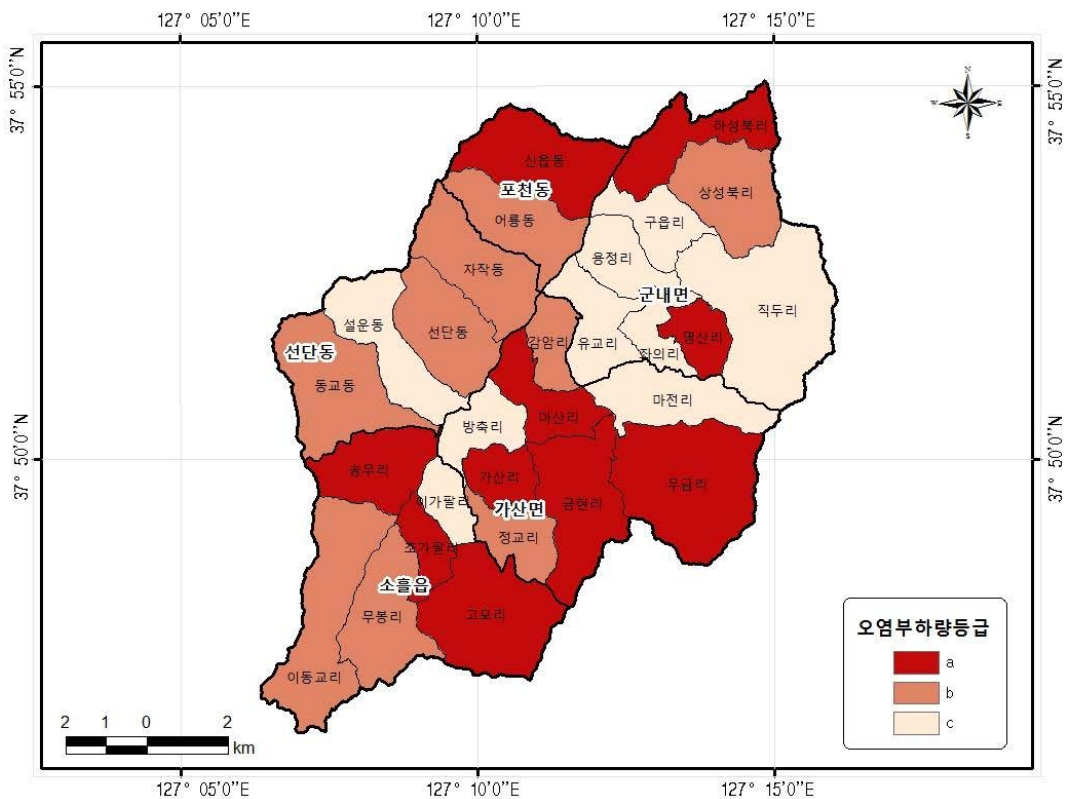 127° 05'0"E
127° 10'0"E
127° 15'0"E
37° 55'0"N
37° 55'0"N
N
W
E
S
하성북리
신읍동
포천동
상성북리
어룡동
구읍리
용정리
자작동
군내면
직두리
설운동
선단동
감암리
유교리
명산리
좌의리
선단동
동교동
마전리
마산리
방축리
37° 50'0"N
37° 50'0"N
송우리
가산리
우금리
이가팔리
금현리
가산면
정교리
초가팔리
소흘읍
무봉리
고모리
이동교리
오염부하량등급
a
b
c
2 1 0 2
km
127° 05'0"E
127° 10'0"E
127° 15'0"E